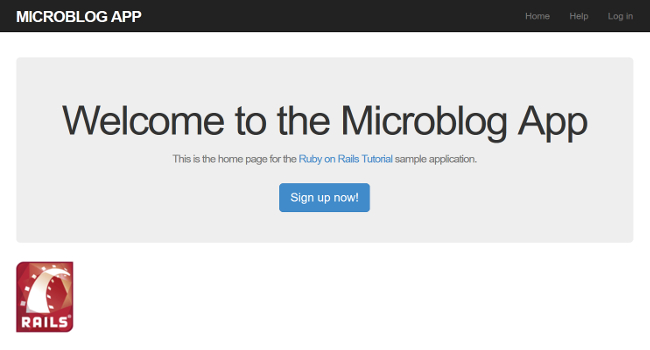 MICROBLOG APP
Home Help Log in
Welcome to the Microblog App
This is the home page for the Ruby on Rails Tutorial sample application.
Sign up now!
RAILS